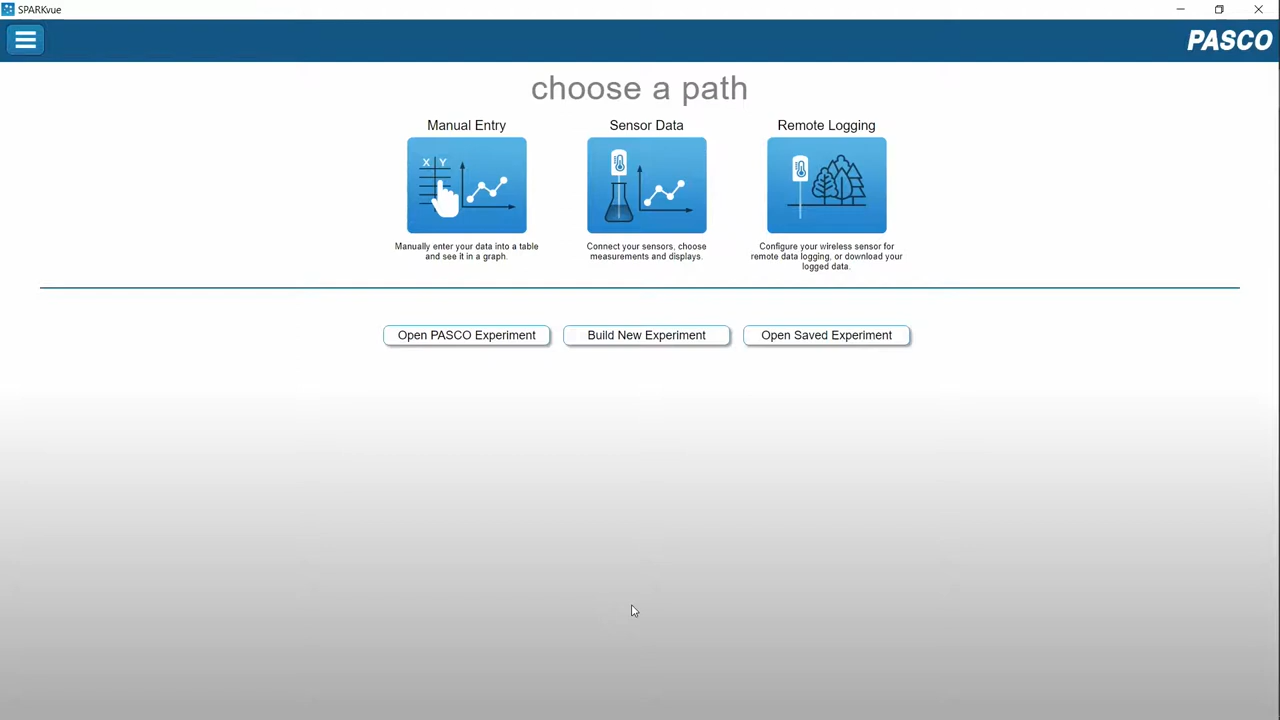 SPARKvue
PASCO
choose a path
Manual Entry
Sensor Data
Remote Logging
X Y
Manually enter your data into a table
and see it in a graph.
Connect your sensors, choose
measurements and displays.
Configure your wireless sensor for
remote data logging, or download your
logged data.
Open PASCO Experiment
Build New Experiment
Open Saved Experiment